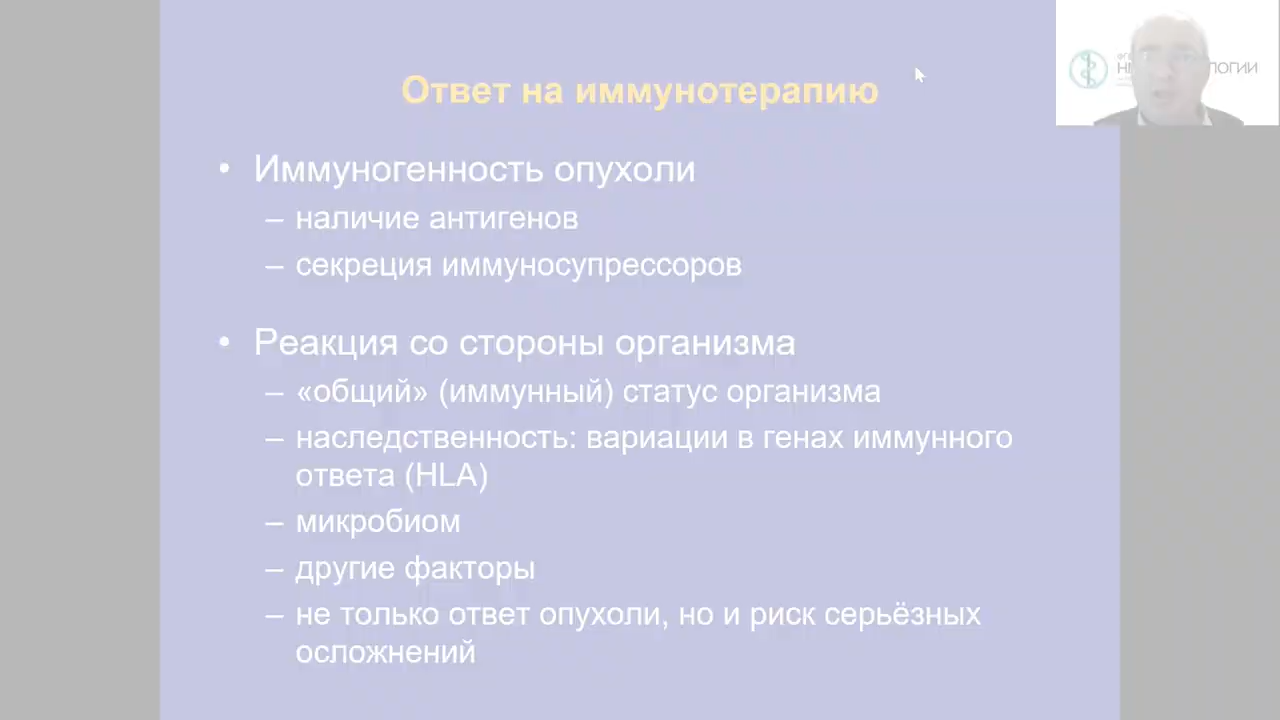 Ответ на иммунотерапию
• Иммуногенность опухоли
– наличие антигенов
– секреция иммуносупрессоров
• Реакция со стороны организма
– «общий» (иммунный) статус организма
– наследственность: вариации в генах иммунного
ответа (HLA)
– микробиом
– другие факторы
– не только ответ опухоли, но и риск серьёзных
осложнений